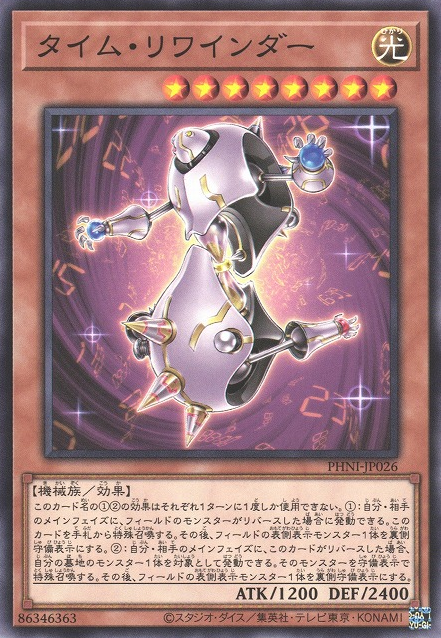 タイム・リワインダー
光
PHNI-JP026
【機械族／効果】
このカード名の①②の効果はそれぞれ1ターンに1度しか使用できない。①：自分・相手
のメインフェイズに、フィールドのモンスターがリバースした場合に発動できる。この
カードを手札から特殊召喚する。その後、フィールドの表側表示モンスター1体を裏側
守備表示にする。②：自分・相手のメインフェイズに、このカードがリバースした場合、
自分の墓地のモンスター1体を対象として発動できる。そのモンスターを守備表示で
特殊召喚する。その後、フィールドの表側表示モンスター1体を裏側守備表示にする。
ATK/1200 DEF/2400
86346363
©スタジオ・ダイス／集英社・テレビ東京・KONAMI